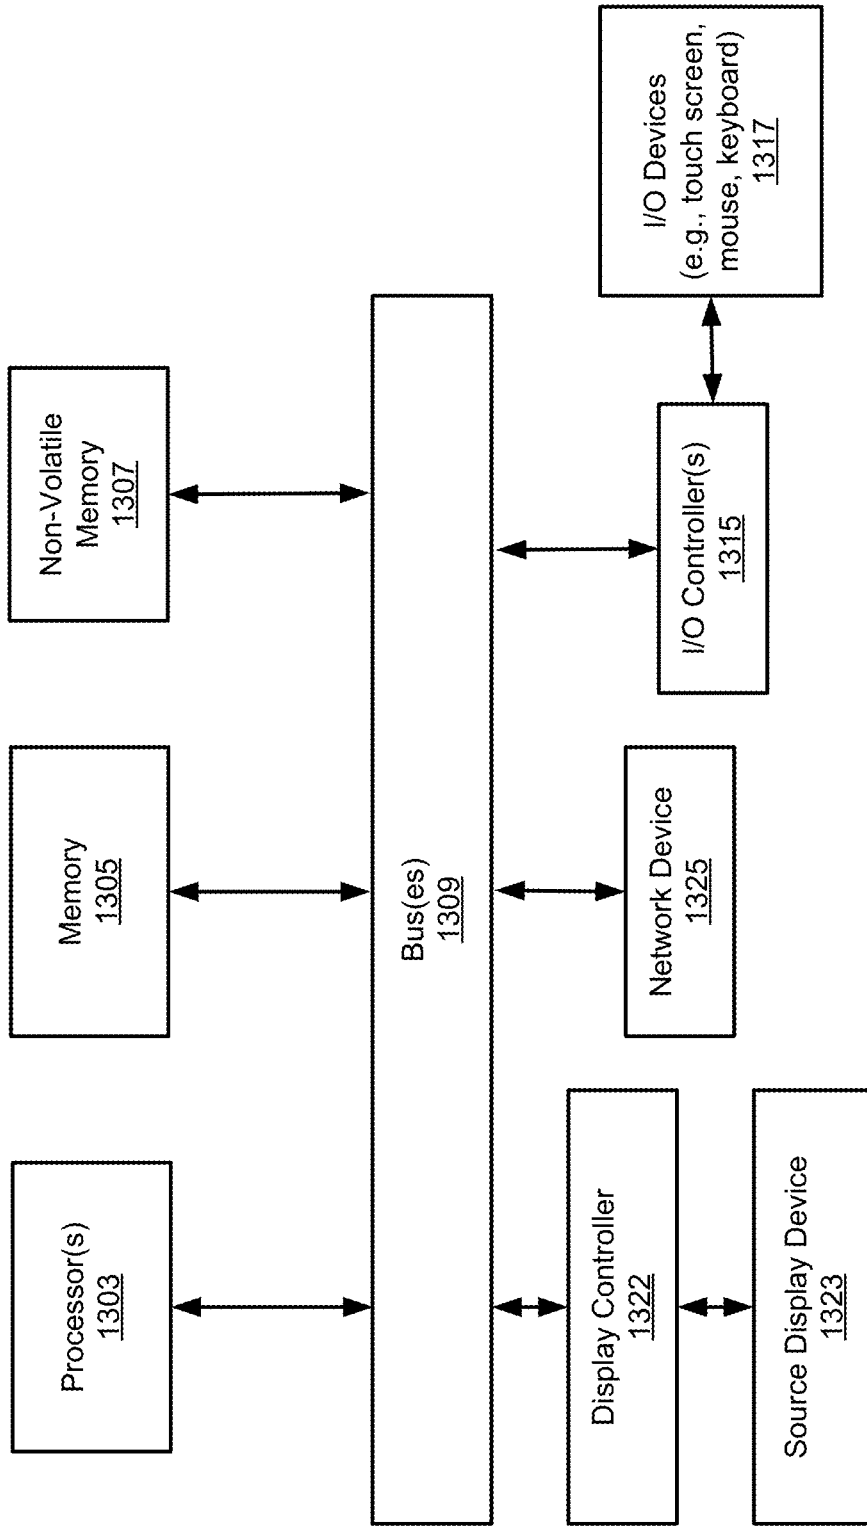 Processor(s)
1303
Memory
1305
Non-Volatile
Memory
1307
Bus(es)
1309
Display Controller
1322
Network Device
1325
I/O Controller(s)
1315
I/O Devices
(e.g., touch screen,
mouse, keyboard)
1317
Source Display Device
1323